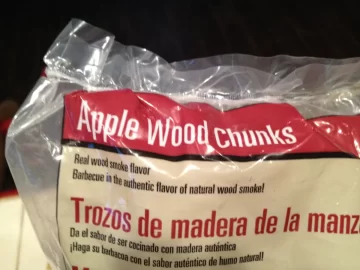 Apple Wood Chunks
Real wood smoke flavor
Barbecue in the authentic flavor of natural wood smoke!
Trozos de madera de la manza
Da el sabor de ser cocinado con madera auténtica
¡Haga su barbacoa con el sabor auténtico de humo natural!